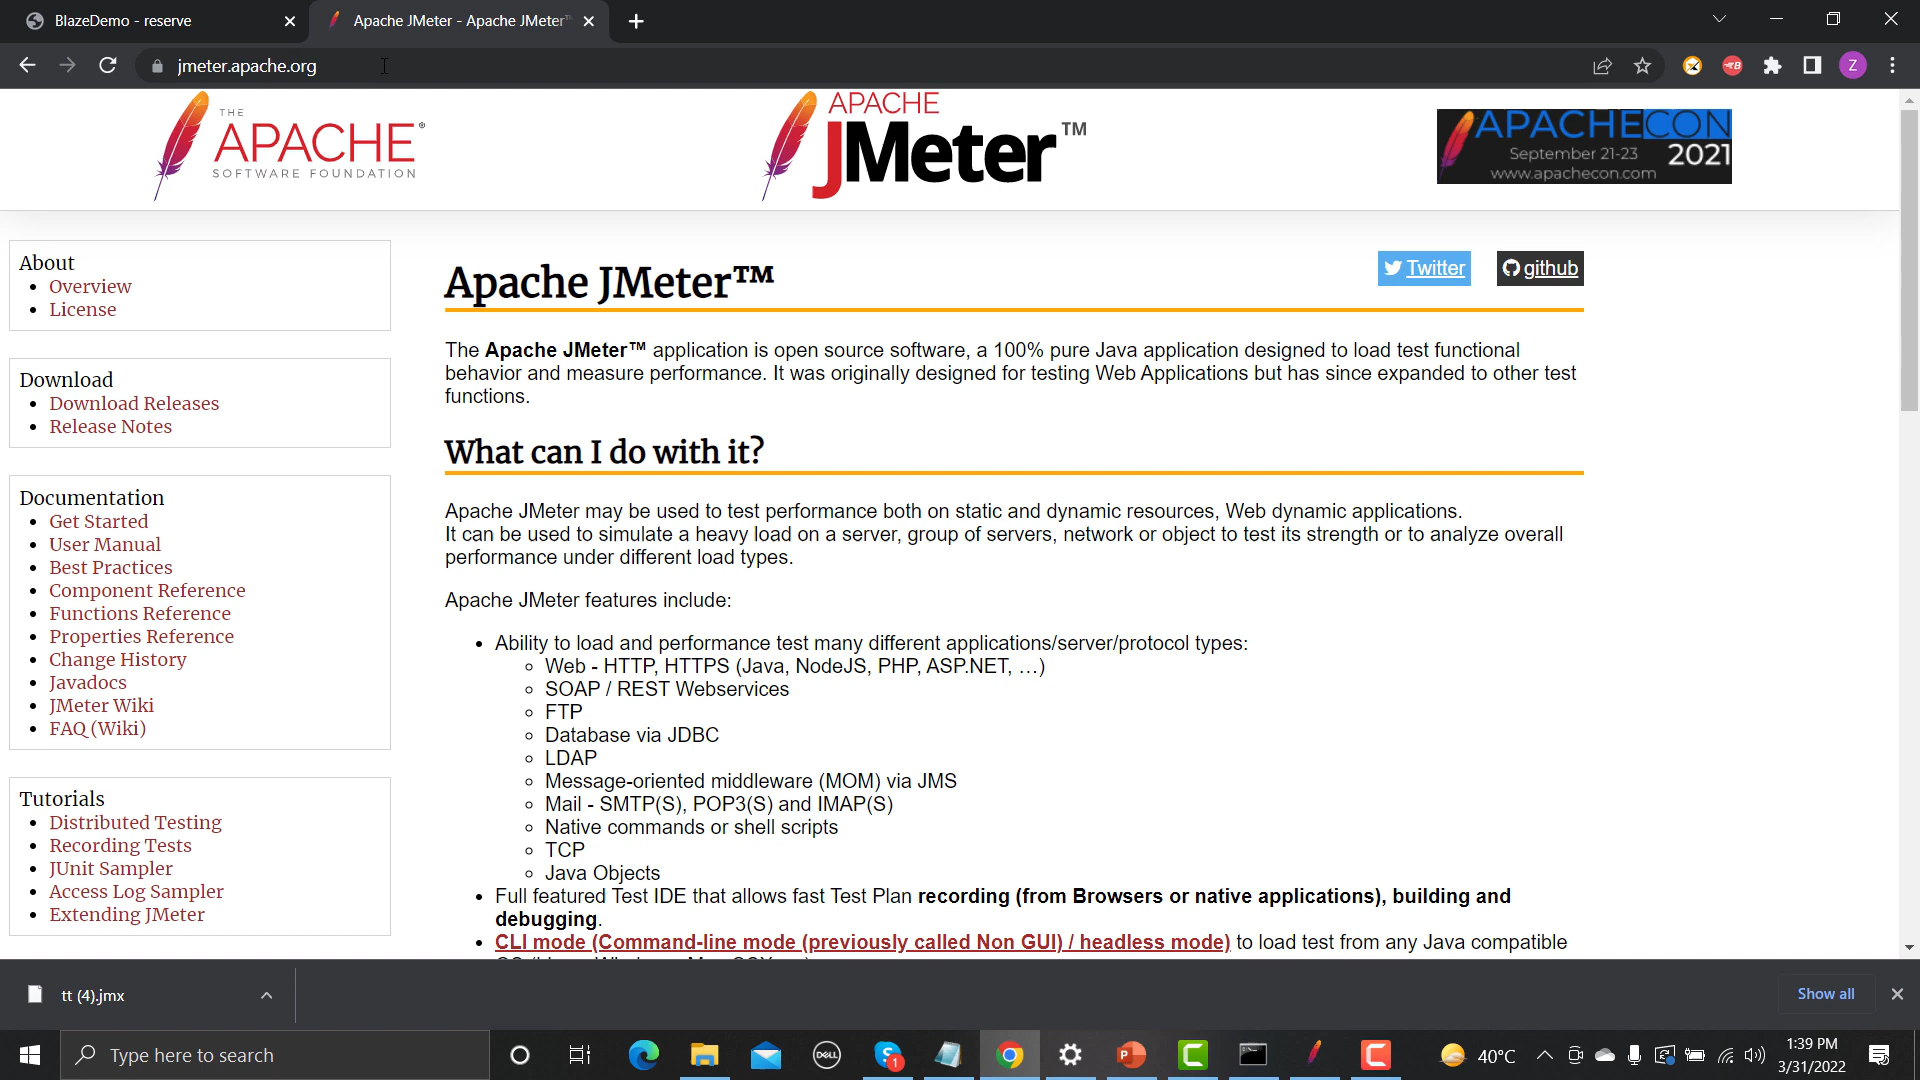 BlazeDemo - reserve
Apache JMeter - Apache JMeter™
jmeter.apache.org
Z
THE
APACHE®
SOFTWARE FOUNDATION
APACHE
JMeter™
APACHECON
September 21-23 2021
www.apachecon.com
About
Overview
License
Download
Download Releases
Release Notes
Documentation
Get Started
User Manual
Best Practices
Component Reference
Functions Reference
Properties Reference
Change History
Javadocs
JMeter Wiki
FAQ (Wiki)
Tutorials
Distributed Testing
Recording Tests
JUnit Sampler
Access Log Sampler
Extending JMeter
Apache JMeter™
Twitter
github
The Apache JMeter™ application is open source software, a 100% pure Java application designed to load test functional
behavior and measure performance. It was originally designed for testing Web Applications but has since expanded to other test
functions.
What can I do with it?
Apache JMeter may be used to test performance both on static and dynamic resources, Web dynamic applications.
It can be used to simulate a heavy load on a server, group of servers, network or object to test its strength or to analyze overall
performance under different load types.
Apache JMeter features include:
Ability to load and performance test many different applications/server/protocol types:
Web - HTTP, HTTPS (Java, NodeJS, PHP, ASP.NET, …)
SOAP / REST Webservices
FTP
Database via JDBC
LDAP
Message-oriented middleware (MOM) via JMS
Mail - SMTP(S), POP3(S) and IMAP(S)
Native commands or shell scripts
TCP
Java Objects
Full featured Test IDE that allows fast Test Plan recording (from Browsers or native applications), building and
debugging.
CLI mode (Command-line mode (previously called Non GUI) / headless mode) to load test from any Java compatible
tt (4).jmx
Show all
Type here to search
DELL
1
40°C
1:39 PM
3/31/2022